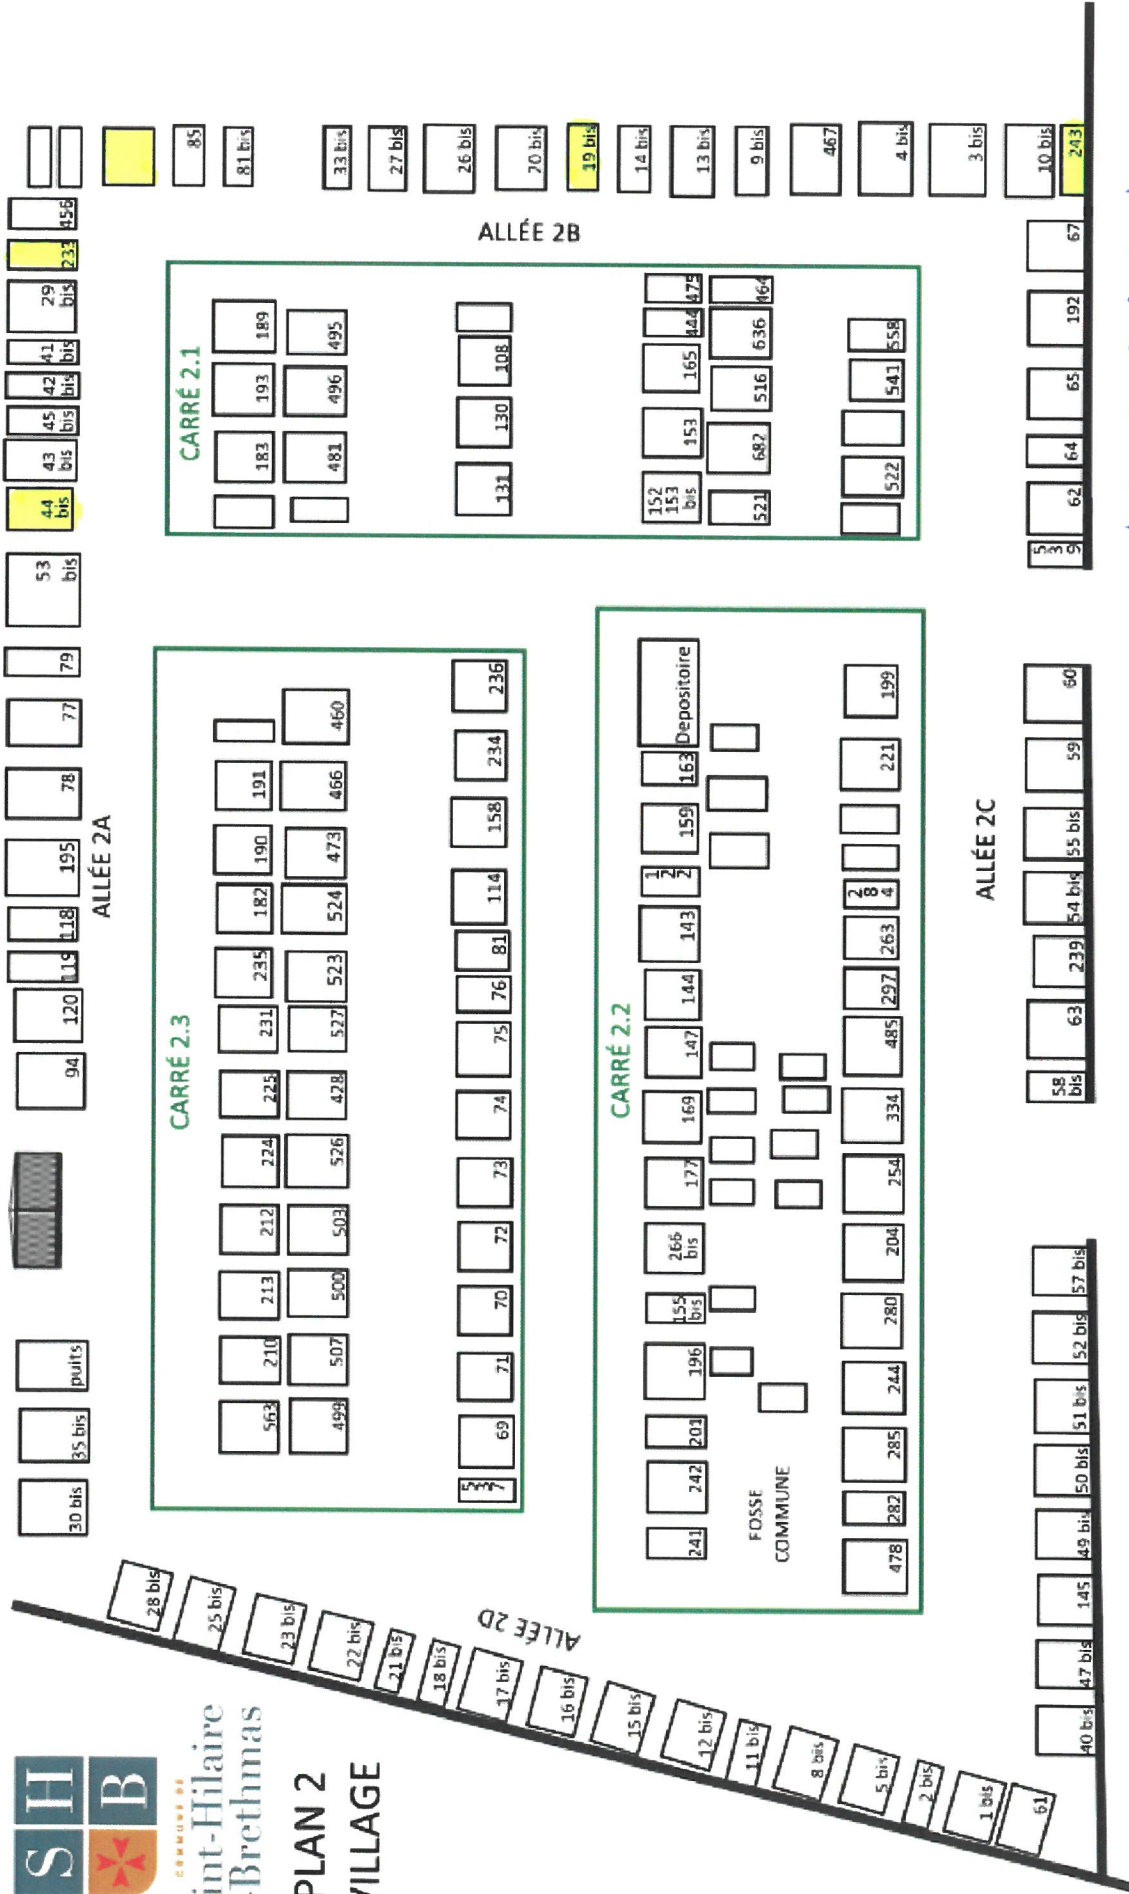 S H
B
COMMUNE DE
int-Hilaire
Brethmas
PLAN 2
VILLAGE
30 bis
35 bis
puits
94
120
119
118
195
78
77
79
53
bis
44
bis
43
bis
45
bis
42
bis
41
bis
29
bis
233
456
ALLÉE 2A
85
81 bis
33 bis
27 bis
26 bis
20 bis
19 bis
14 bis
13 bis
9 bis
467
4 bis
3 bis
10 bis
243
ALLÉE 2B
CARRÉ 2.3
563
210
213
212
224
225
231
235
182
190
191
499
507
500
503
526
428
527
523
524
473
466
460
537
69
71
70
72
73
74
75
76
81
114
158
234
236
CARRÉ 2.1
183
193
189
481
496
495
131
130
108
152
153
bis
153
165
444
475
521
682
516
636
464
522
541
558
CARRÉ 2.2
241
242
201
196
155
bis
266
bis
177
169
147
144
143
122
159
163
Depositoire
FOSSE
COMMUNE
478
282
285
244
280
204
254
334
485
297
263
284
221
199
ALLÉE 2C
40 bis
47 bis
145
49 bis
50 bis
51 bis
52 bis
57 bis
58
bis
63
239
54 bis
55 bis
59
60
539
62
64
65
192
67
ALLÉE 2D
28 bis
25 bis
23 bis
22 bis
21 bis
18 bis
17 bis
16 bis
15 bis
12 bis
11 bis
8 bis
5 bis
2 bis
1 bis
61